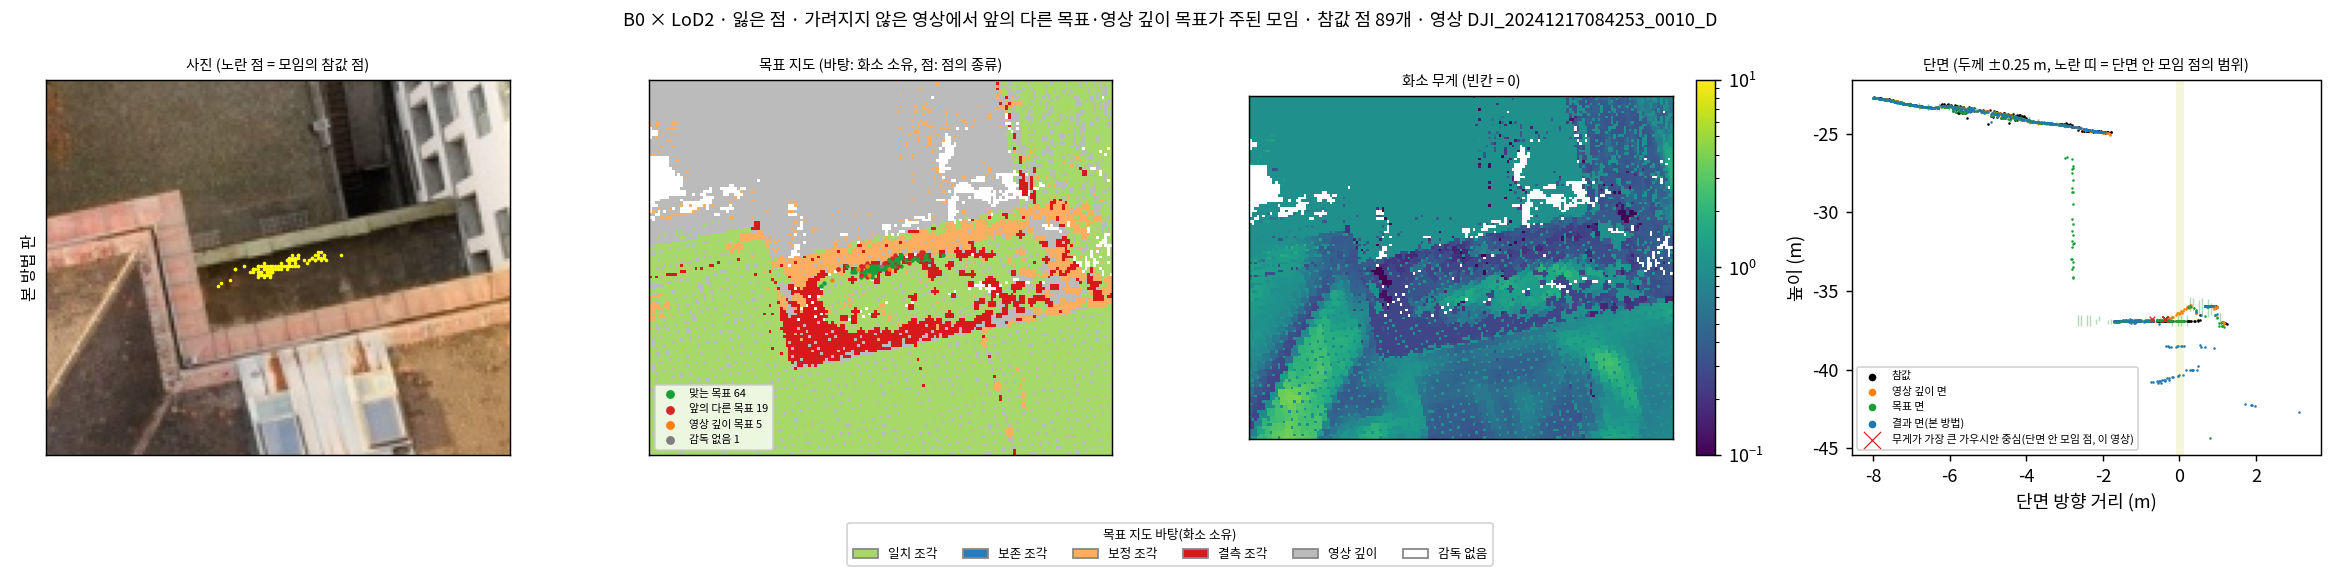 B0 × LoD2 · 잃은 점 · 가려지지 않은 영상에서 앞의 다른 목표·영상 깊이 목표가 주된 모임 · 참값 점 89개 · 영상 DJI_20241217084253_0010_D
사진 (노란 점 = 모임의 참값 점)
본 방법 판
목표 지도 (바탕: 화소 소유, 점: 점의 종류)
맞는 목표 64
앞의 다른 목표 19
영상 깊이 목표 5
감독 없음 1
화소 무게 (빈칸 = 0)
10¹
10⁰
10⁻¹
단면 (두께 ±0.25 m, 노란 띠 = 단면 안 모임 점의 범위)
높이 (m)
-25
-30
-35
-40
-45
참값
영상 깊이 면
목표 면
결과 면(본 방법)
무게가 가장 큰 가우시안 중심(단면 안 모임 점, 이 영상)
-8 -6 -4 -2 0 2
단면 방향 거리 (m)
목표 지도 바탕(화소 소유)
일치 조각 보존 조각 보정 조각 결측 조각 영상 깊이 감독 없음